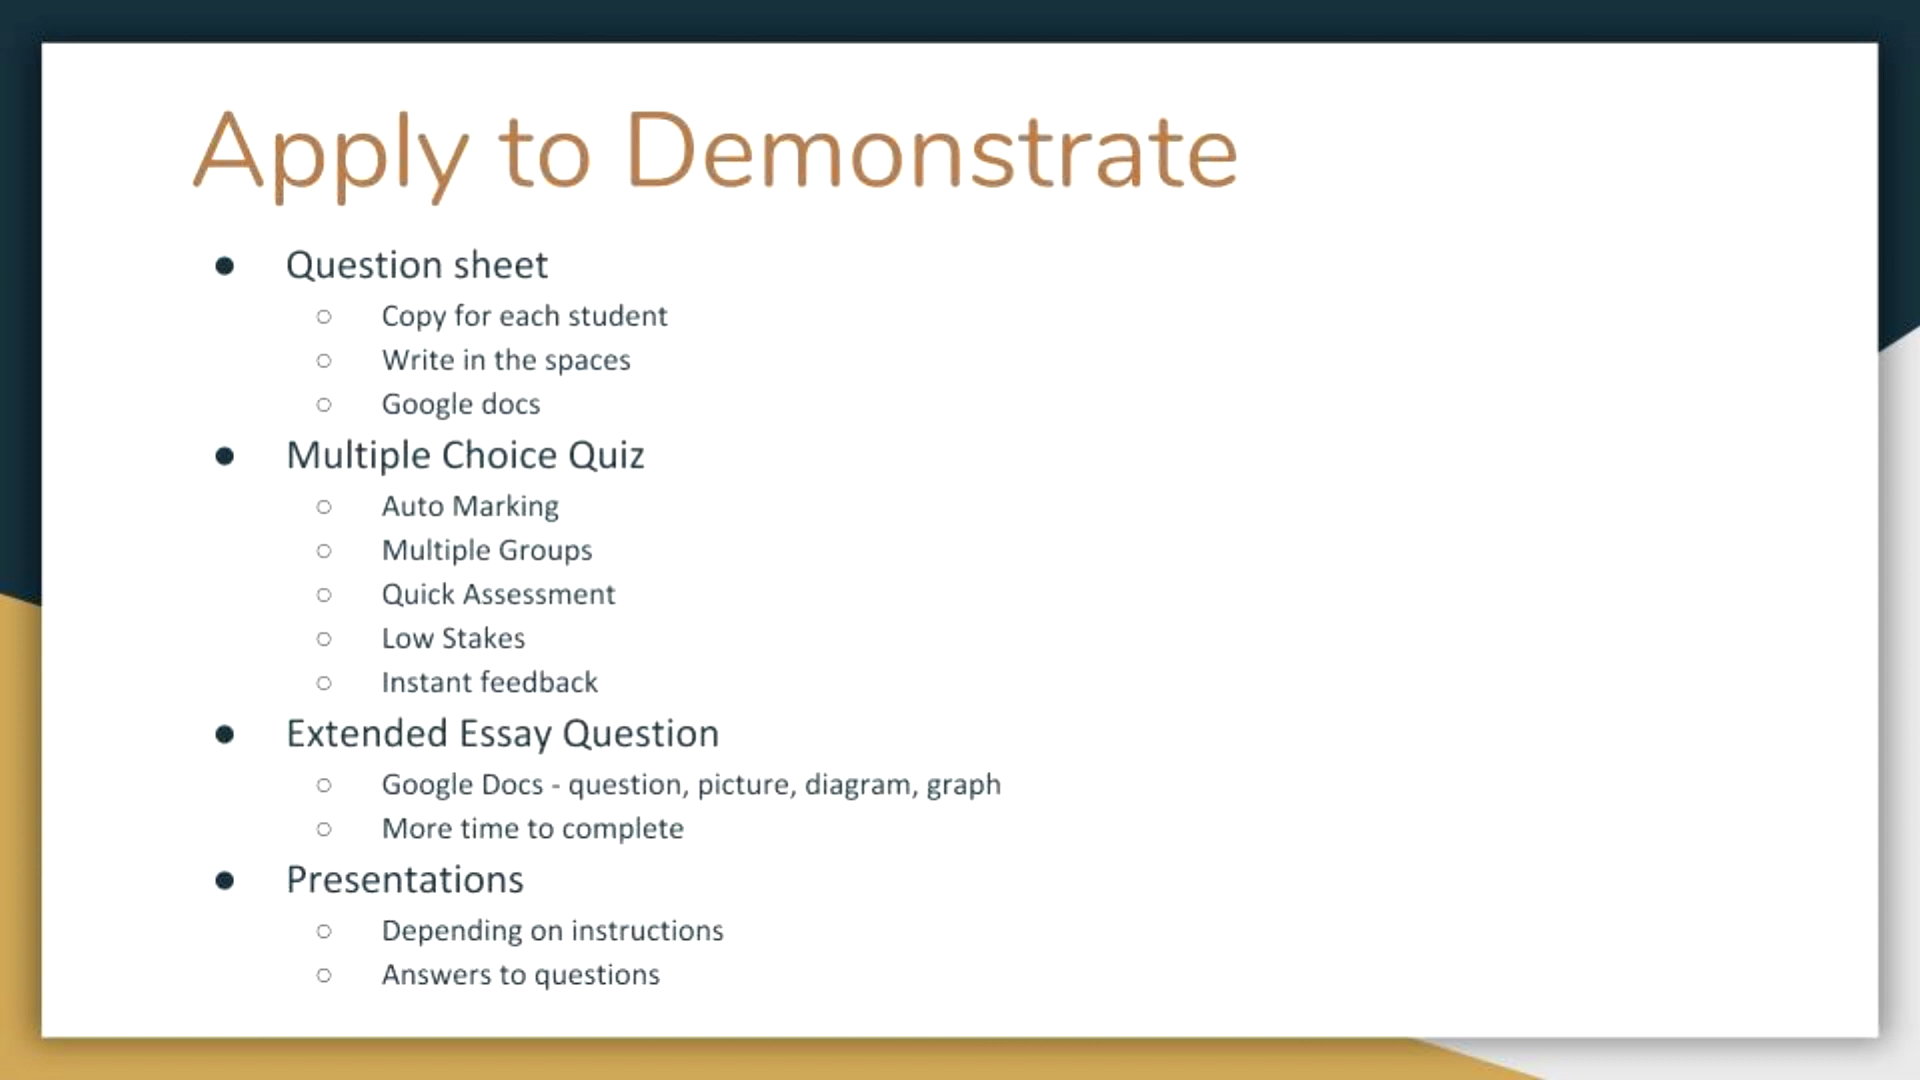 Apply to Demonstrate
● Question sheet
○ Copy for each student
○ Write in the spaces
○ Google docs
● Multiple Choice Quiz
○ Auto Marking
○ Multiple Groups
○ Quick Assessment
○ Low Stakes
○ Instant feedback
● Extended Essay Question
○ Google Docs - question, picture, diagram, graph
○ More time to complete
● Presentations
○ Depending on instructions
○ Answers to questions